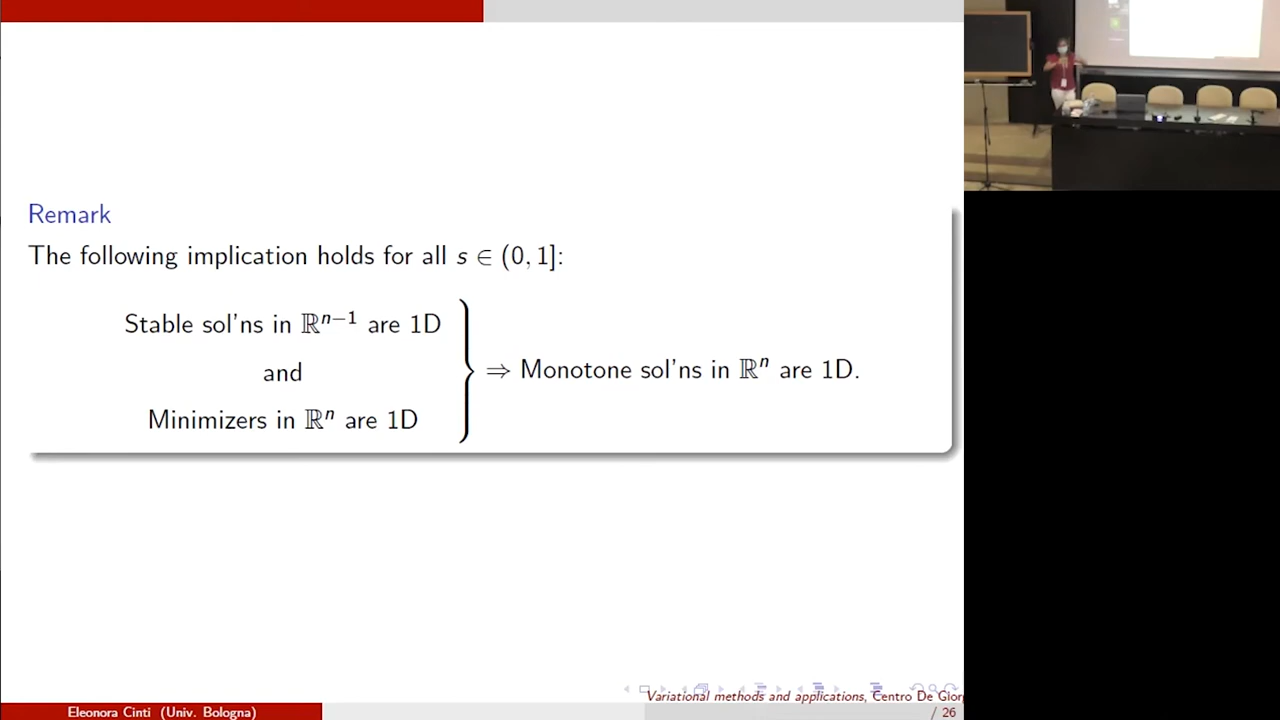 Remark
The following implication holds for all s ∈ (0, 1]:
Stable sol'ns in ℝⁿ⁻¹ are 1D
and
Minimizers in ℝⁿ are 1D
⇒ Monotone sol'ns in ℝⁿ are 1D.
Variational methods and applications, Centro De Giorg
Eleonora Cinti (Univ. Bologna)
/ 26